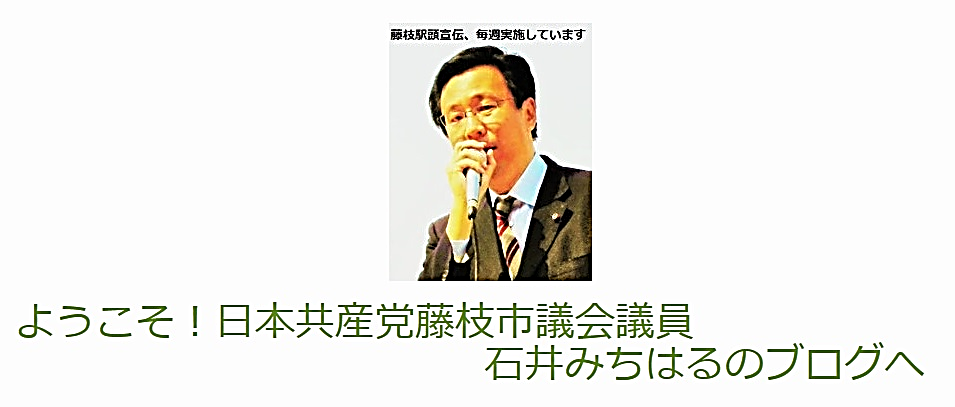 藤枝駅頭宣伝、毎週実施しています
ようこそ！日本共産党藤枝市議会議員
石井みちはるのブログへ